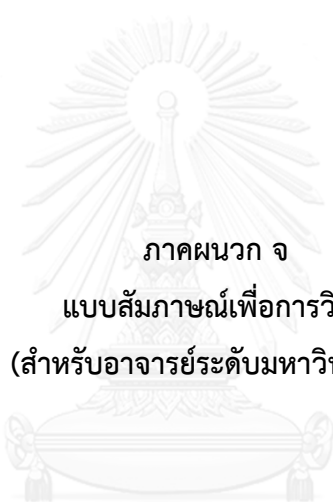 ภาคผนวก จ
แบบสัมภาษณ์เพื่อการวิ
(สำหรับอาจารย์ระดับมหาวิ